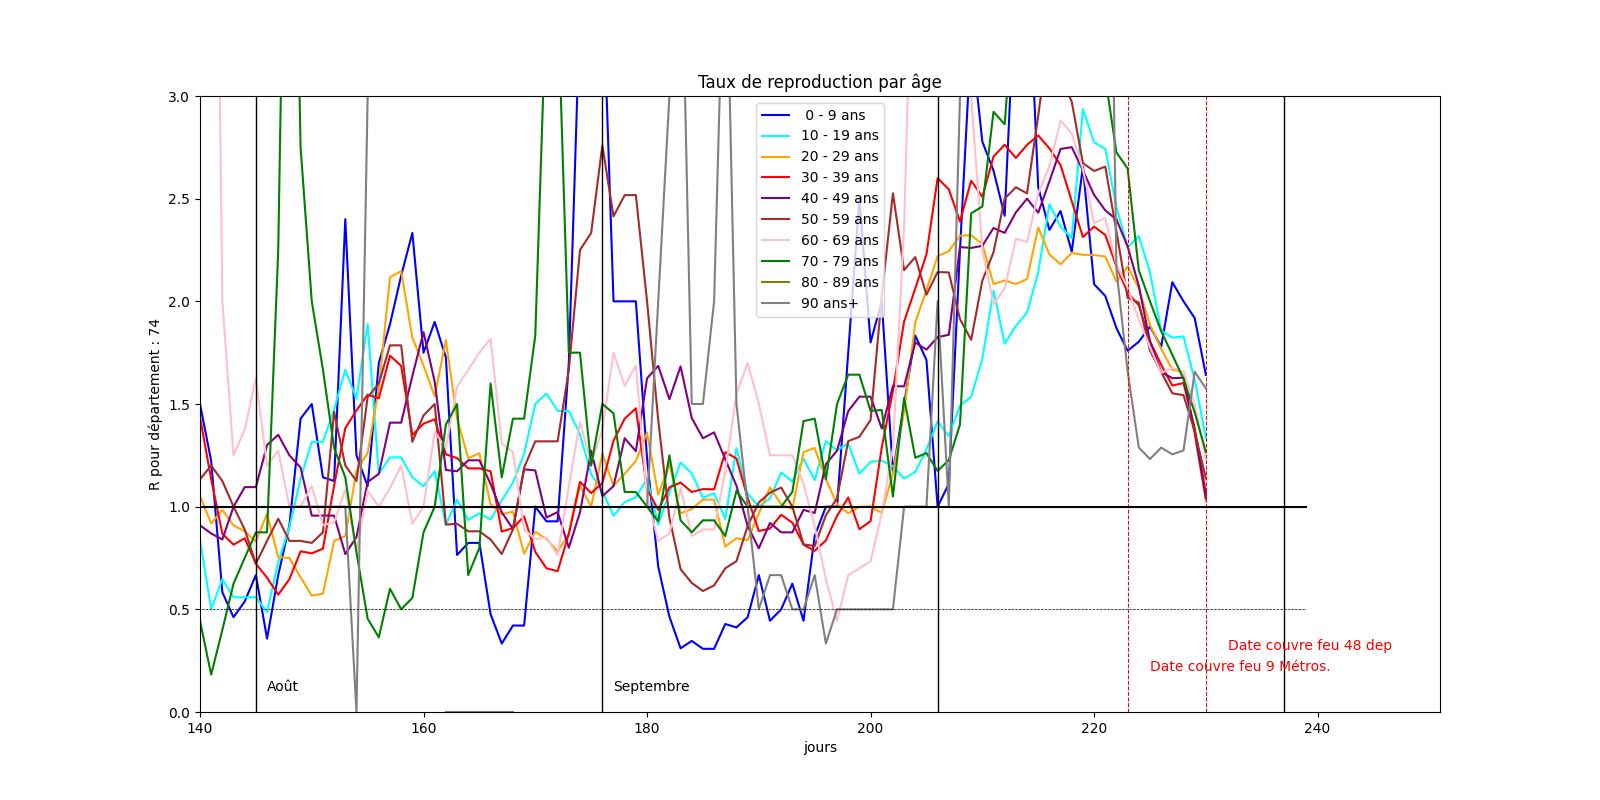 Taux de reproduction par âge
R pour département : 74
3.0
2.5
2.0
1.5
1.0
0.5
0.0
0 - 9 ans
10 - 19 ans
20 - 29 ans
30 - 39 ans
40 - 49 ans
50 - 59 ans
60 - 69 ans
70 - 79 ans
80 - 89 ans
90 ans+
Date couvre feu 48 dep
Date couvre feu 9 Métros.
Août
Septembre
140
160
180
200
220
240
jours